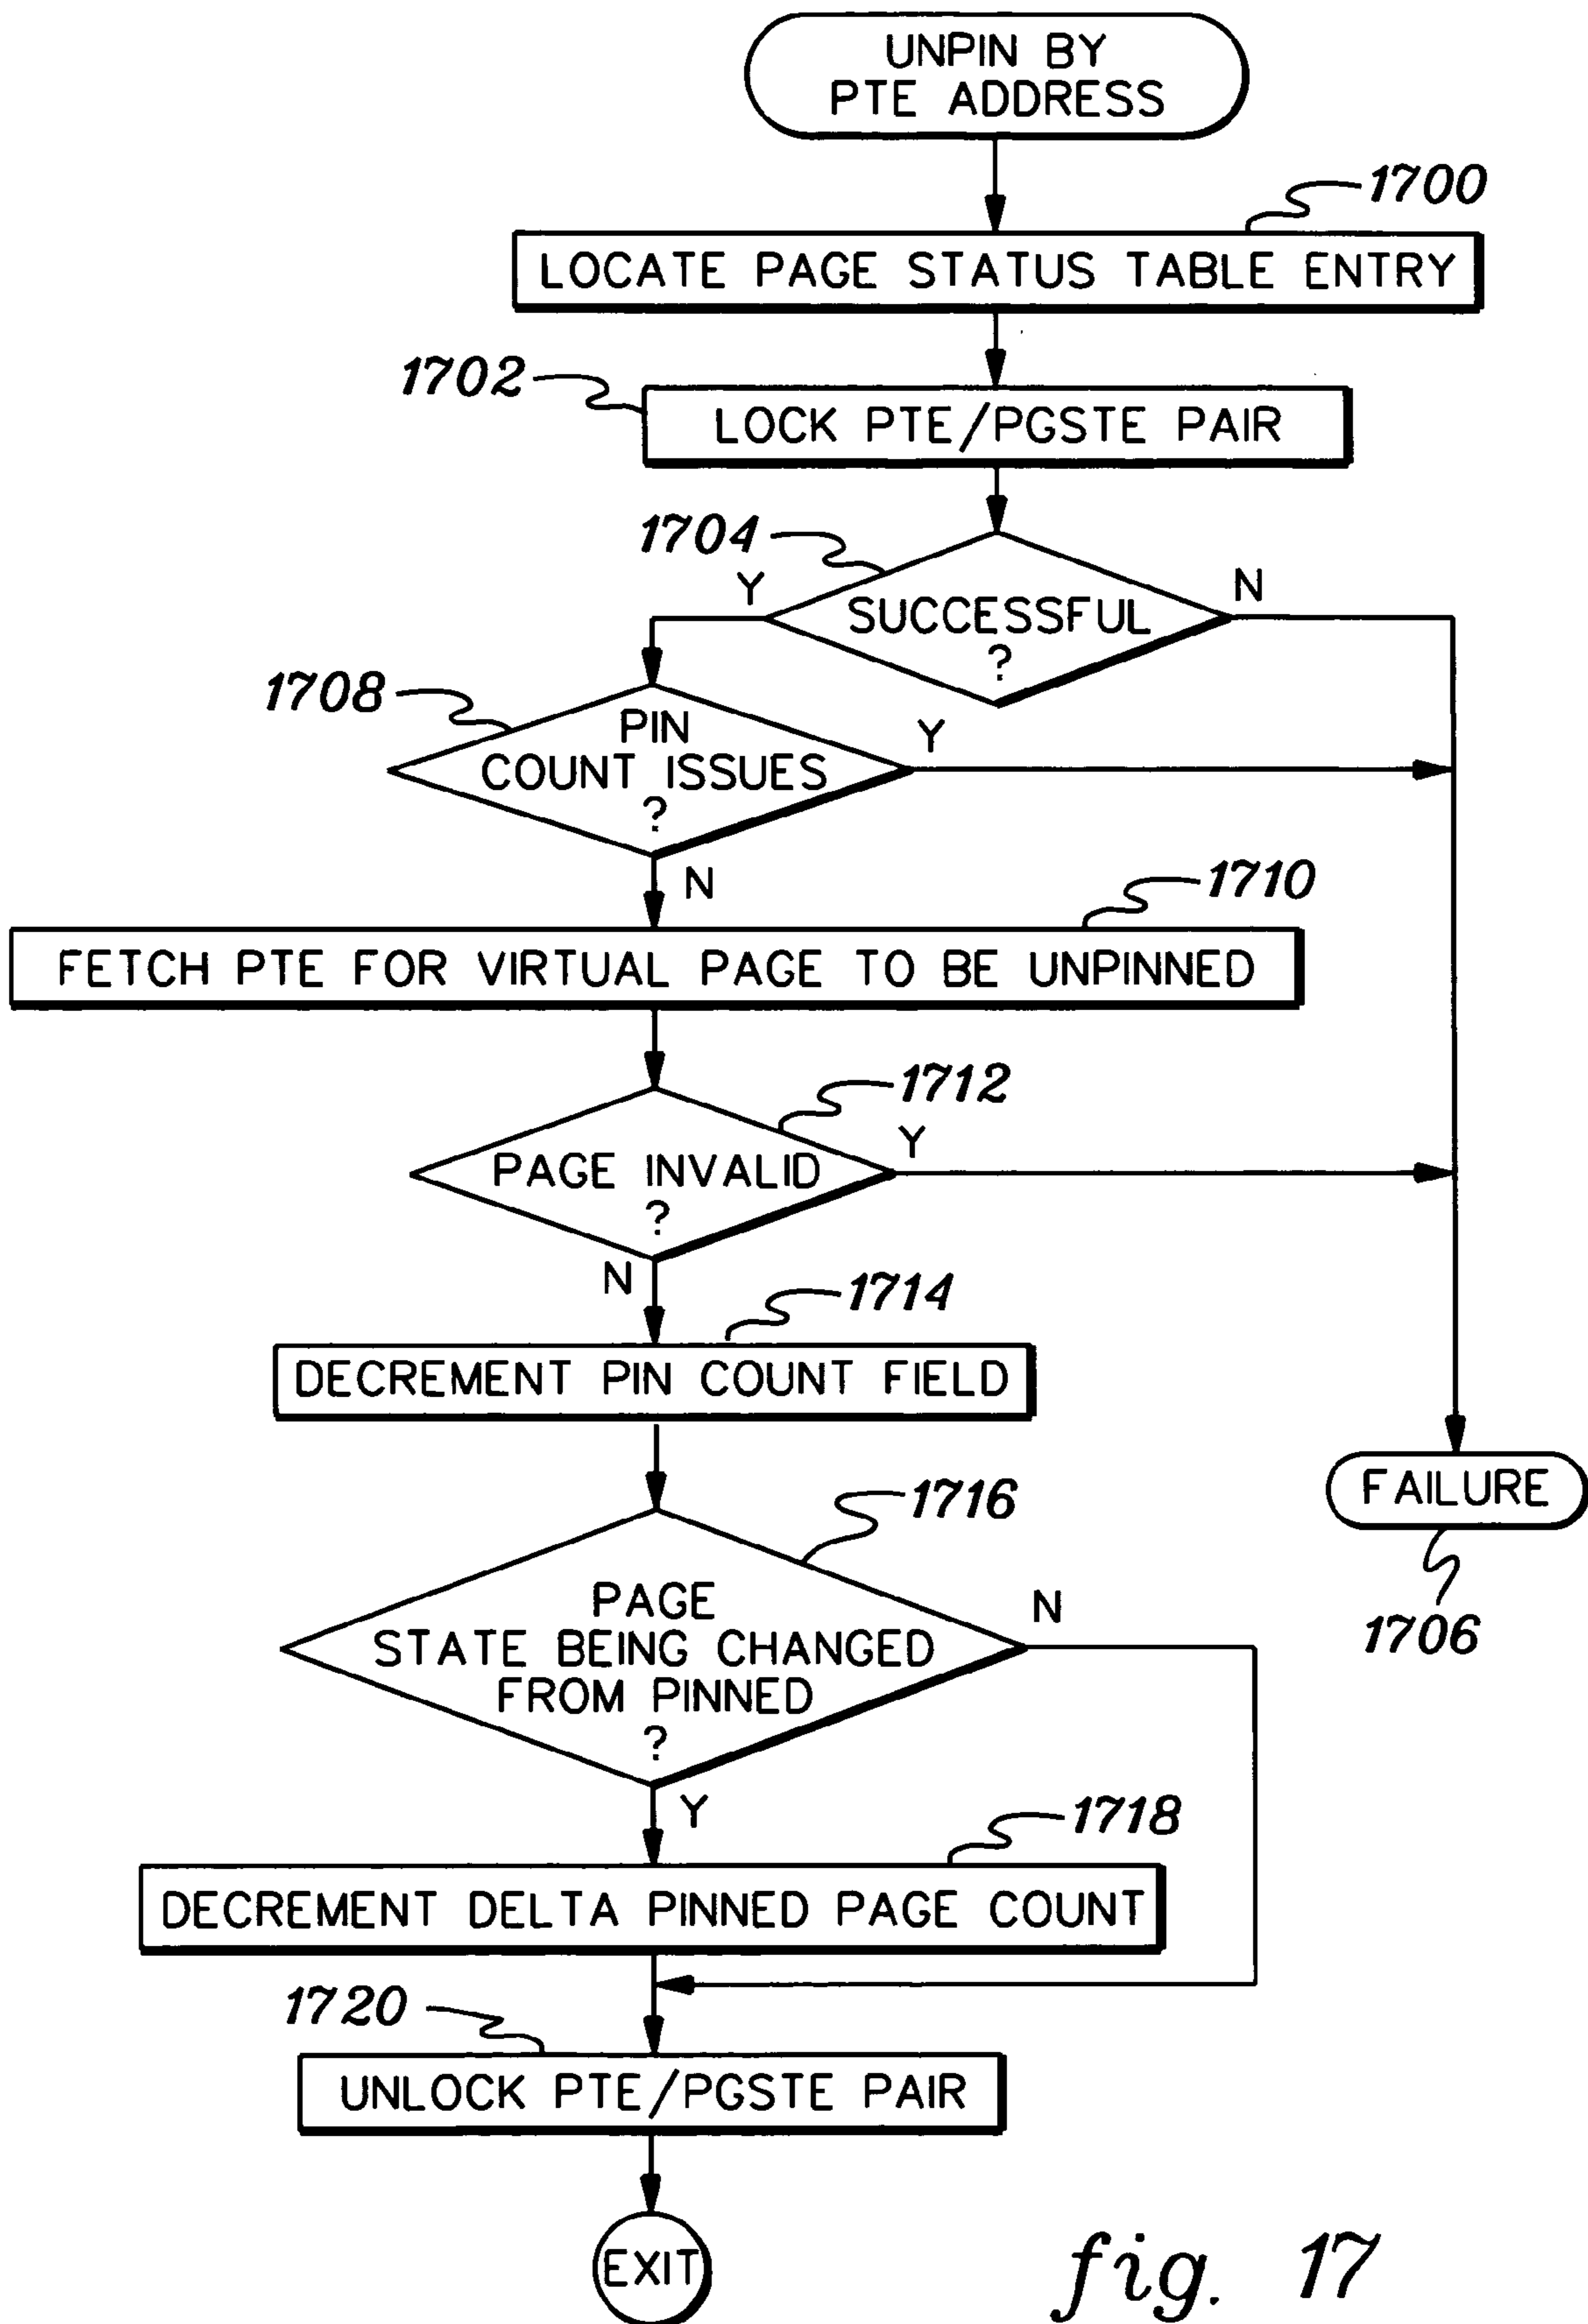 UNPIN BY
PTE ADDRESS
1700
LOCATE PAGE STATUS TABLE ENTRY
1702
LOCK PTE/PGSTE PAIR
1704
Y
N
SUCCESSFUL
?
1708
PIN
COUNT ISSUES
?
Y
N
1710
FETCH PTE FOR VIRTUAL PAGE TO BE UNPINNED
1712
PAGE INVALID
?
Y
N
1714
DECREMENT PIN COUNT FIELD
FAILURE
1706
1716
PAGE
STATE BEING CHANGED
FROM PINNED
?
N
Y
1718
DECREMENT DELTA PINNED PAGE COUNT
1720
UNLOCK PTE/PGSTE PAIR
EXIT
fig. 17